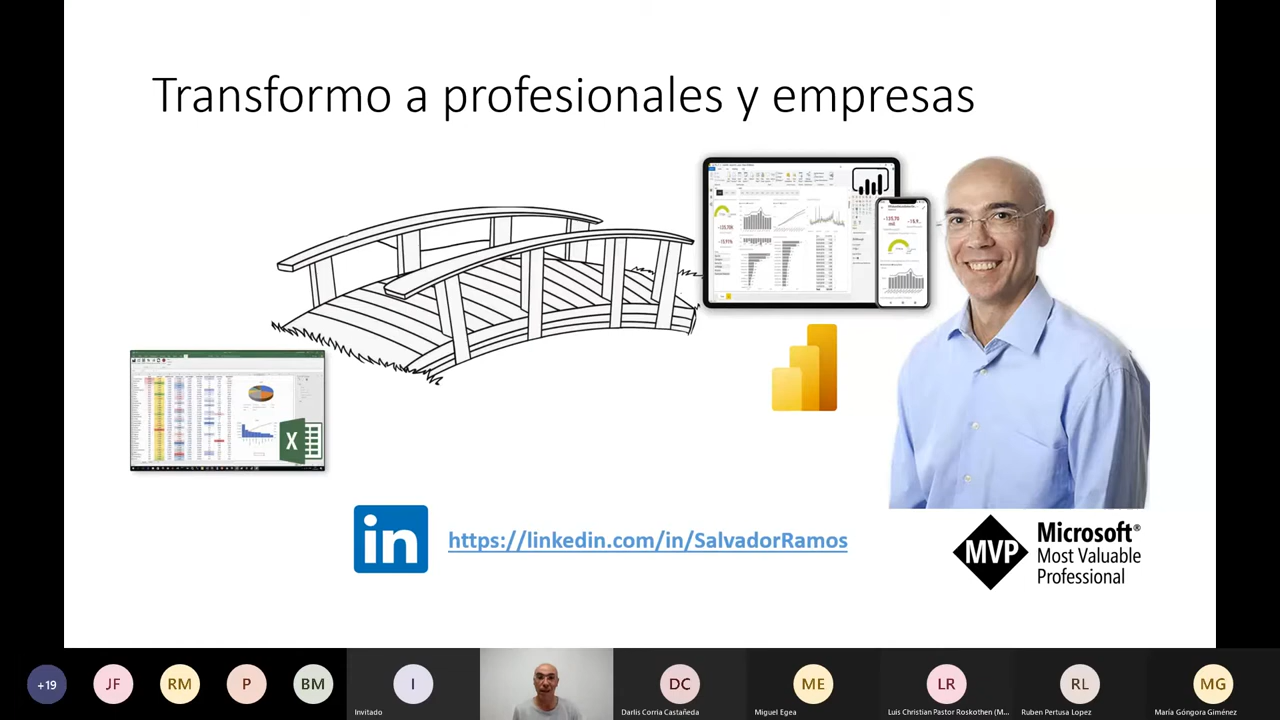 Transformo a profesionales y empresas
X
in
https://linkedin.com/in/SalvadorRamos
MVP
Microsoft®
Most Valuable
Professional
+19
JF
RM
P
BM
I
Invitado
DC
Darlis Corria Castañeda
ME
Miguel Egea
LR
Luis Christian Pastor Roskothen (M...
RL
Ruben Pertusa Lopez
MG
María Góngora Giménez